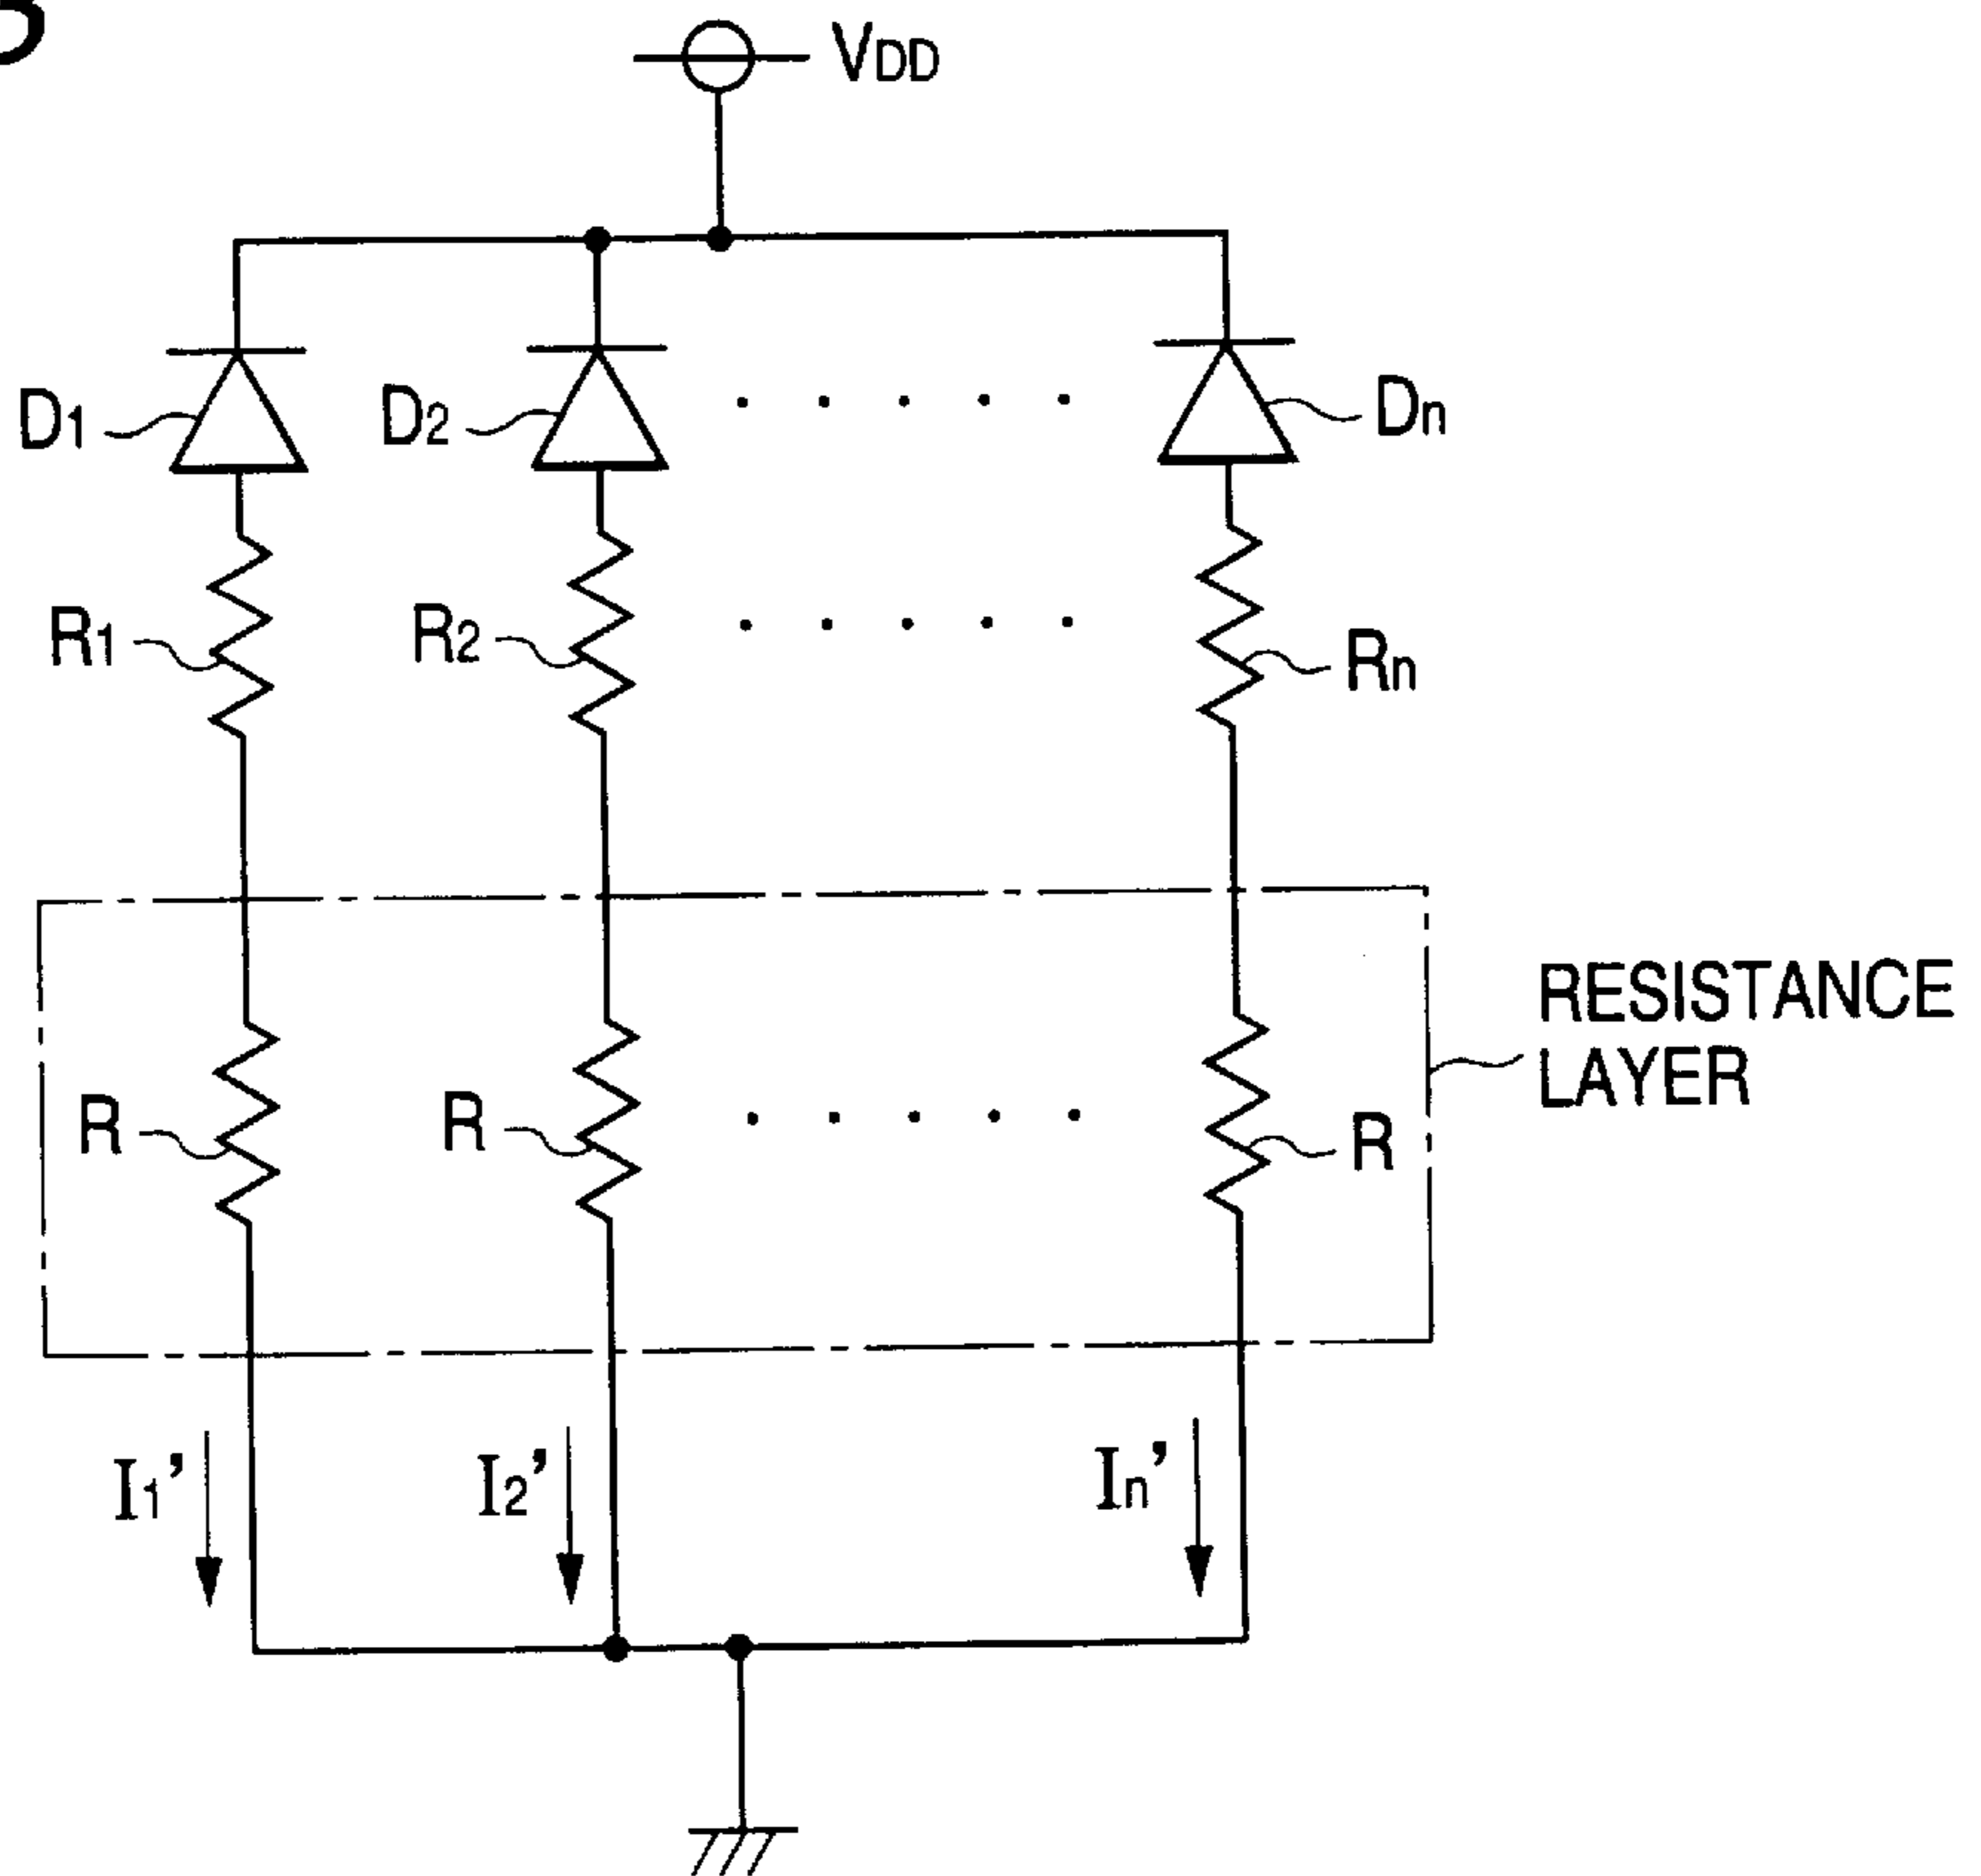 VDD
D1
D2
Dn
R1
R2
Rn
RESISTANCE
LAYER
R
R
R
I1'
I2'
In'